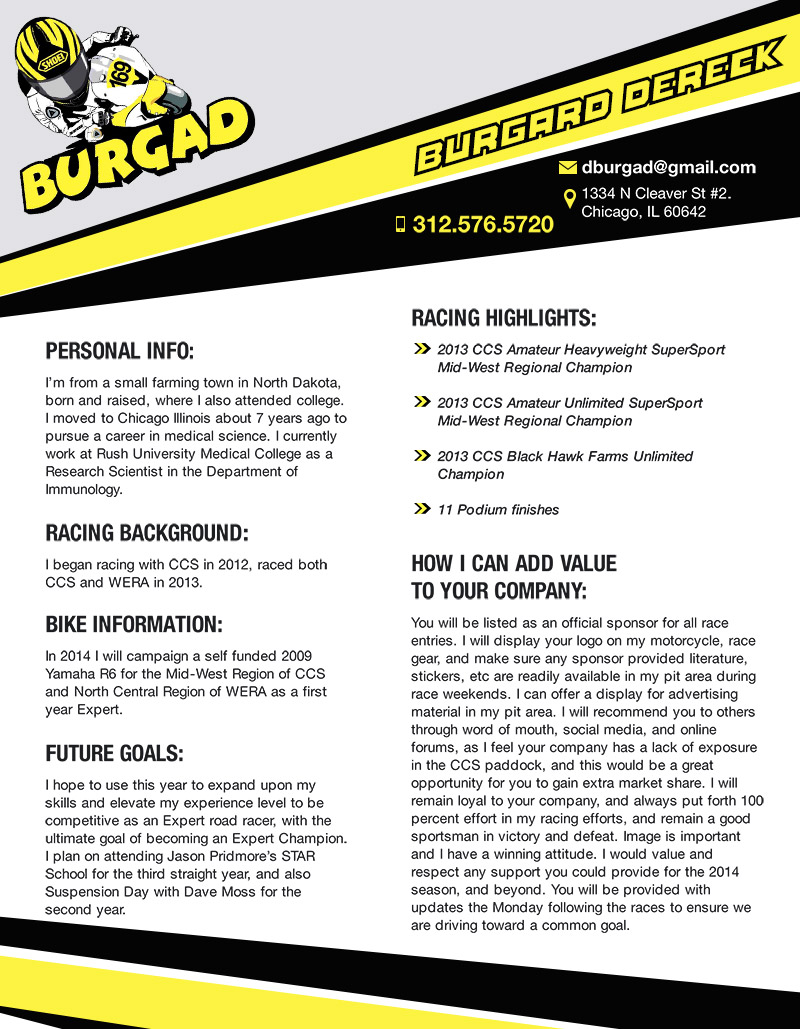 SHOEI
169
BURGAD
BURGARD DERECK
dburgad@gmail.com
1334 N Cleaver St #2.
Chicago, IL 60642
312.576.5720
PERSONAL INFO:
I'm from a small farming town in North Dakota,
born and raised, where I also attended college.
I moved to Chicago Illinois about 7 years ago to
pursue a career in medical science. I currently
work at Rush University Medical College as a
Research Scientist in the Department of
Immunology.
RACING BACKGROUND:
I began racing with CCS in 2012, raced both
CCS and WERA in 2013.
BIKE INFORMATION:
In 2014 I will campaign a self funded 2009
Yamaha R6 for the Mid-West Region of CCS
and North Central Region of WERA as a first
year Expert.
FUTURE GOALS:
I hope to use this year to expand upon my
skills and elevate my experience level to be
competitive as an Expert road racer, with the
ultimate goal of becoming an Expert Champion.
I plan on attending Jason Pridmore's STAR
School for the third straight year, and also
Suspension Day with Dave Moss for the
second year.
RACING HIGHLIGHTS:
2013 CCS Amateur Heavyweight SuperSport
Mid-West Regional Champion
2013 CCS Amateur Unlimited SuperSport
Mid-West Regional Champion
2013 CCS Black Hawk Farms Unlimited
Champion
11 Podium finishes
HOW I CAN ADD VALUE
TO YOUR COMPANY:
You will be listed as an official sponsor for all race
entries. I will display your logo on my motorcycle, race
gear, and make sure any sponsor provided literature,
stickers, etc are readily available in my pit area during
race weekends. I can offer a display for advertising
material in my pit area. I will recommend you to others
through word of mouth, social media, and online
forums, as I feel your company has a lack of exposure
in the CCS paddock, and this would be a great
opportunity for you to gain extra market share. I will
remain loyal to your company, and always put forth 100
percent effort in my racing efforts, and remain a good
sportsman in victory and defeat. Image is important
and I have a winning attitude. I would value and
respect any support you could provide for the 2014
season, and beyond. You will be provided with
updates the Monday following the races to ensure we
are driving toward a common goal.